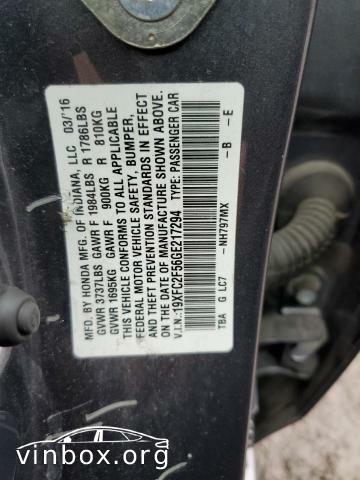 MFD. BY HONDA MFG. OF INDIANA, LLC 03/'16
GVWR 3737LBS GAWR F 1984LBS R 1786LBS
GVWR 1695KG GAWR F 900KG R 810KG
THIS VEHICLE CONFORMS TO ALL APPLICABLE
FEDERAL MOTOR VEHICLE SAFETY, BUMPER,
AND THEFT PREVENTION STANDARDS IN EFFECT
ON THE DATE OF MANUFACTURE SHOWN ABOVE.
V.I.N.:19XFC2F56GE217294 TYPE: PASSENGER CAR
TBA G LC7 -NH797MX -B -E
vinbox.org